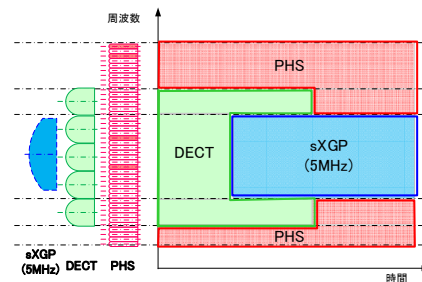 周波数
PHS
DECT
sXGP
(5MHz)
PHS
sXGP
(5MHz)
DECT
PHS
時間